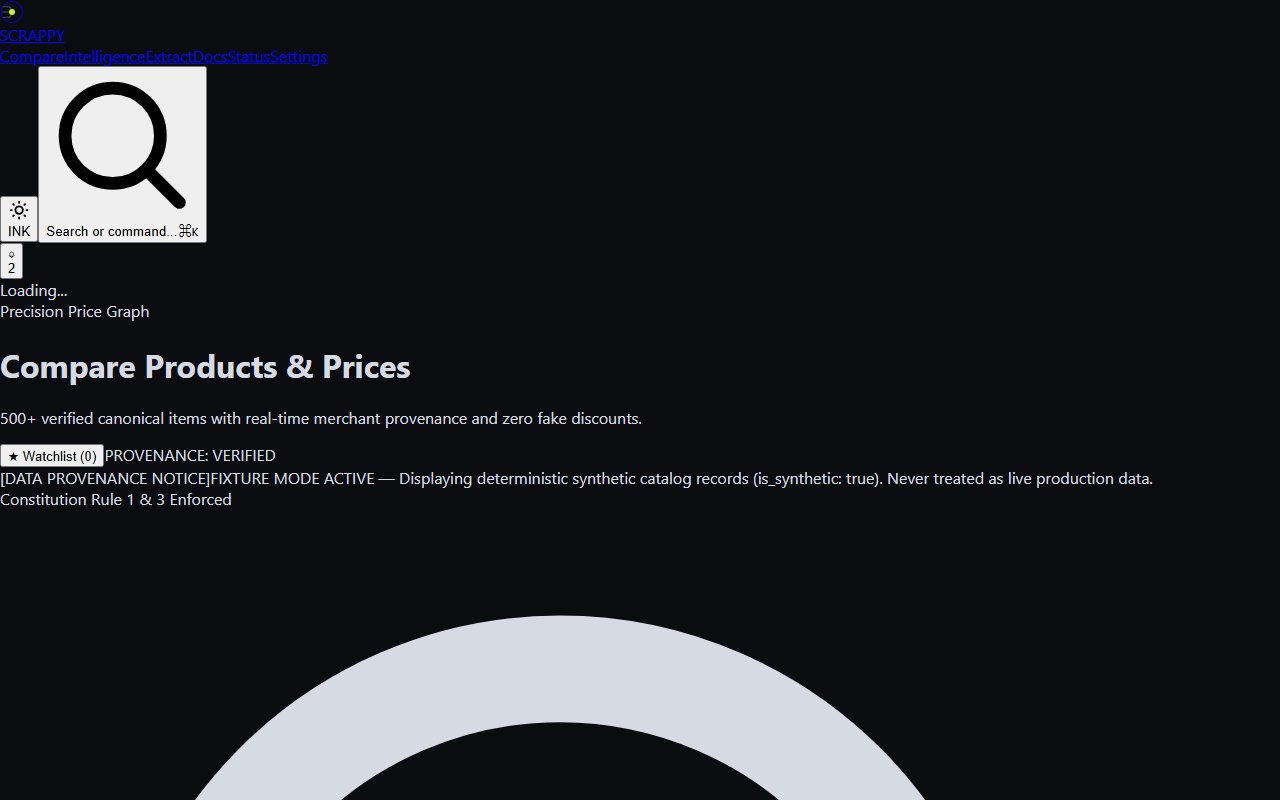 SCRAPPY
CompareIntelligenceExtractDocsStatusSettings
INK
Search or command...⌘K
2
Loading...
Precision Price Graph
Compare Products & Prices
500+ verified canonical items with real-time merchant provenance and zero fake discounts.
★ Watchlist (0) PROVENANCE: VERIFIED
[DATA PROVENANCE NOTICE]FIXTURE MODE ACTIVE — Displaying deterministic synthetic catalog records (is_synthetic: true). Never treated as live production data.
Constitution Rule 1 & 3 Enforced